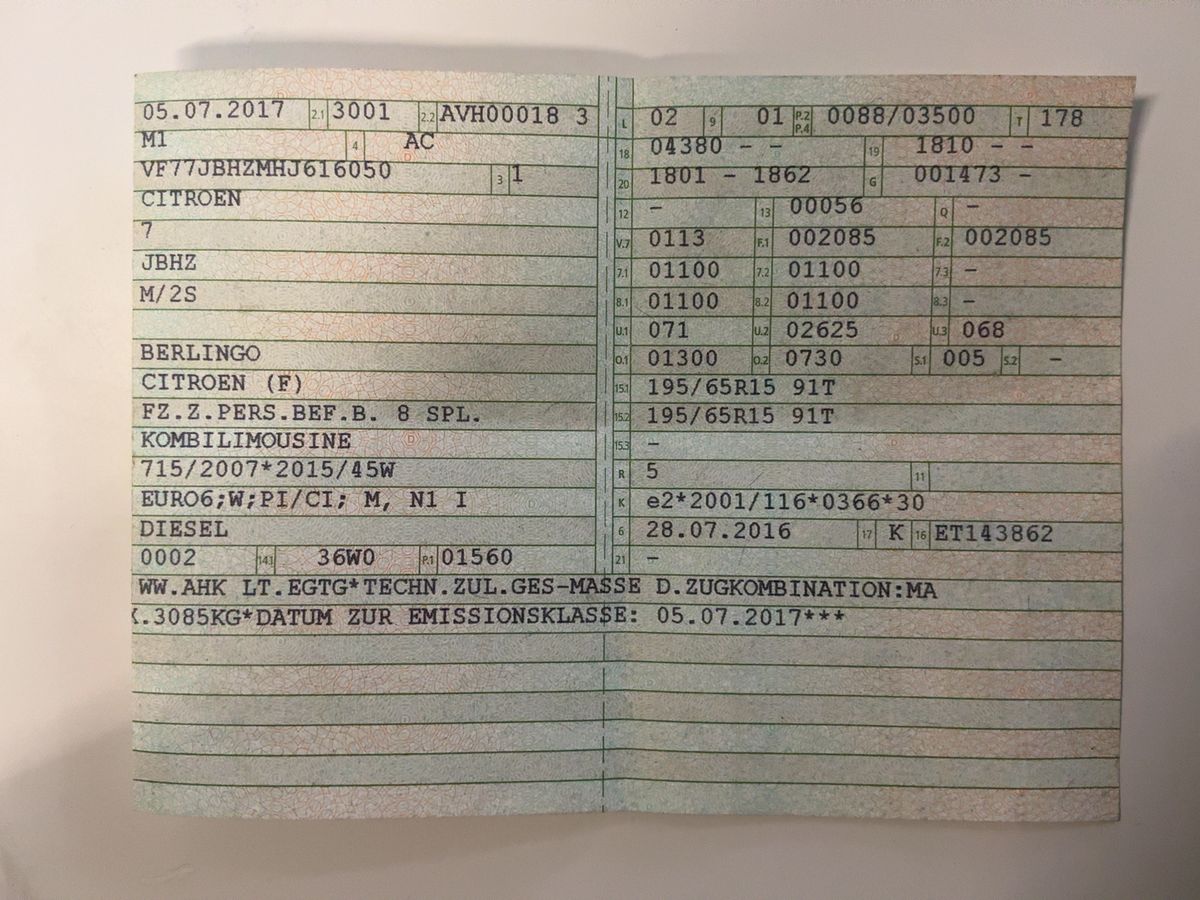 05.07.2017 2.1 3001 2.2 AVH00018 3
M1 4 AC
VF77JBHZMHJ616050 3 1
CITROEN
7
JBHZ
M/2S
BERLINGO
CITROEN (F)
FZ.Z.PERS.BEF.B. 8 SPL.
KOMBILIMOUSINE
715/2007*2015/45W
EURO6;W;PI/CI; M, N1 I
DIESEL
0002 14.1 36W0 P.1 01560
L 02 9 01 P.2 P.4 0088/03500 T 178
18 04380 – – 19 1810 – –
20 1801 – 1862 G 001473 –
12 – 13 00056 Q –
V.7 0113 F.1 002085 F.2 002085
7.1 01100 7.2 01100 7.3 –
8.1 01100 8.2 01100 8.3 –
U.1 071 U.2 02625 U.3 068
O.1 01300 O.2 0730 S.1 005 S.2 –
15.1 195/65R15 91T
15.2 195/65R15 91T
15.3 –
R 5 11
K e2*2001/116*0366*30
6 28.07.2016 17 K 16 ET143862
21 –
WW.AHK LT.EGTG*TECHN.ZUL.GES-MASSE D.ZUGKOMBINATION:MA
X.3085KG*DATUM ZUR EMISSIONSKLASSE: 05.07.2017***